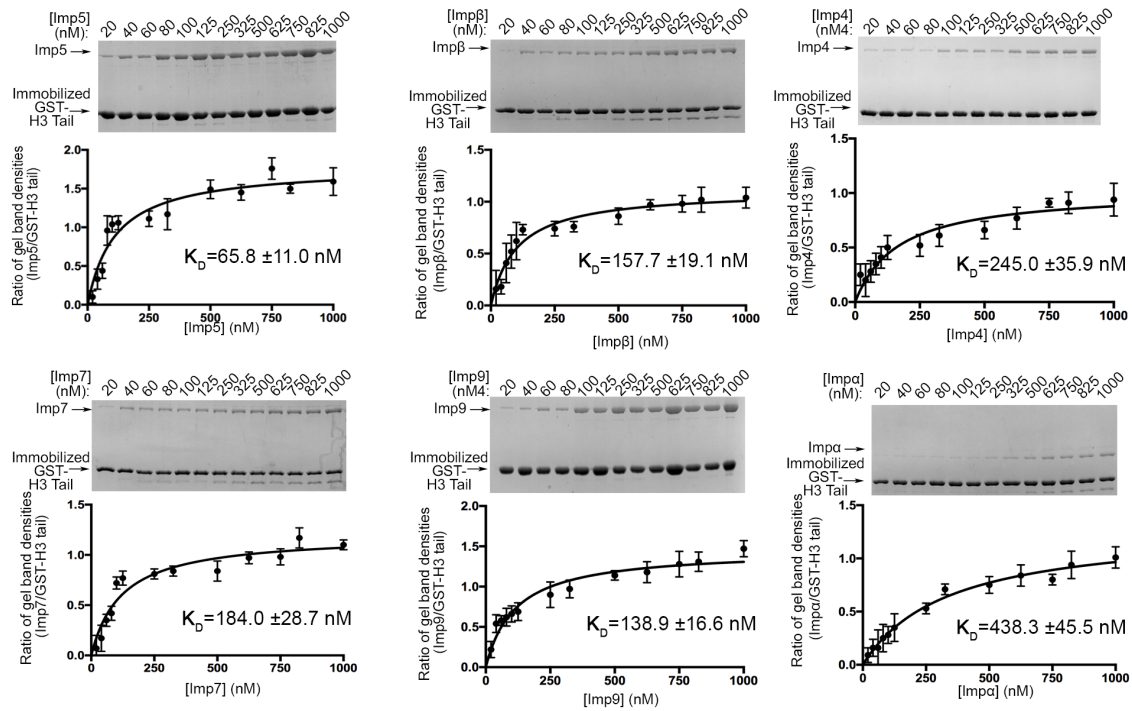 [Imp5]
(nM):
20 40 60 80 100 125 250 325 500 625 750 825 1000
Imp5
Immobilized
GST-
H3 Tail
Ratio of gel band densities
(Imp5/GST-H3 tail)
2.0
1.5
1.0
0.5
0.0
KD=65.8 ±11.0 nM
0 250 500 750 1000
[Imp5] (nM)
[Impβ]
(nM):
20 40 60 80 100 125 250 325 500 625 750 825 1000
Impβ
Immobilized
GST-
H3 Tail
Ratio of gel band densities
(Impβ/GST-H3 tail)
1.5
1.0
0.5
0.0
KD=157.7 ±19.1 nM
0 250 500 750 1000
[Impβ] (nM)
[Imp4]
(nM4:
20 40 60 80 100 125 250 325 500 625 750 825 1000
Imp4
Immobilized
GST-
H3 Tail
Ratio of gel band densities
(Imp4/GST-H3 tail)
1.5
1.0
0.5
0.0
KD=245.0 ±35.9 nM
0 250 500 750 1000
[Imp4] (nM)
[Imp7]
(nM):
20 40 60 80 100 125 250 325 500 625 750 825 1000
Imp7
Immobilized
GST-
H3 Tail
Ratio of gel band densities
(Imp7/GST-H3 tail)
1.5
1.0
0.5
0.0
KD=184.0 ±28.7 nM
0 250 500 750 1000
[Imp7] (nM)
[Imp9]
(nM4:
20 40 60 80 100 125 250 325 500 625 750 825 1000
Imp9
Immobilized
GST-
H3 Tail
Ratio of gel band densities
(Imp9/GST-H3 tail)
2.0
1.5
1.0
0.5
0.0
KD=138.9 ±16.6 nM
0 250 500 750 1000
[Imp9] (nM)
[Impα]
(nM):
20 40 60 80 100 125 250 325 500 625 750 825 1000
Impα
Immobilized
GST-
H3 Tail
Ratio of gel band densities
(Impα/GST-H3 tail)
1.5
1.0
0.5
0.0
KD=438.3 ±45.5 nM
0 250 500 750 1000
[Impα] (nM)